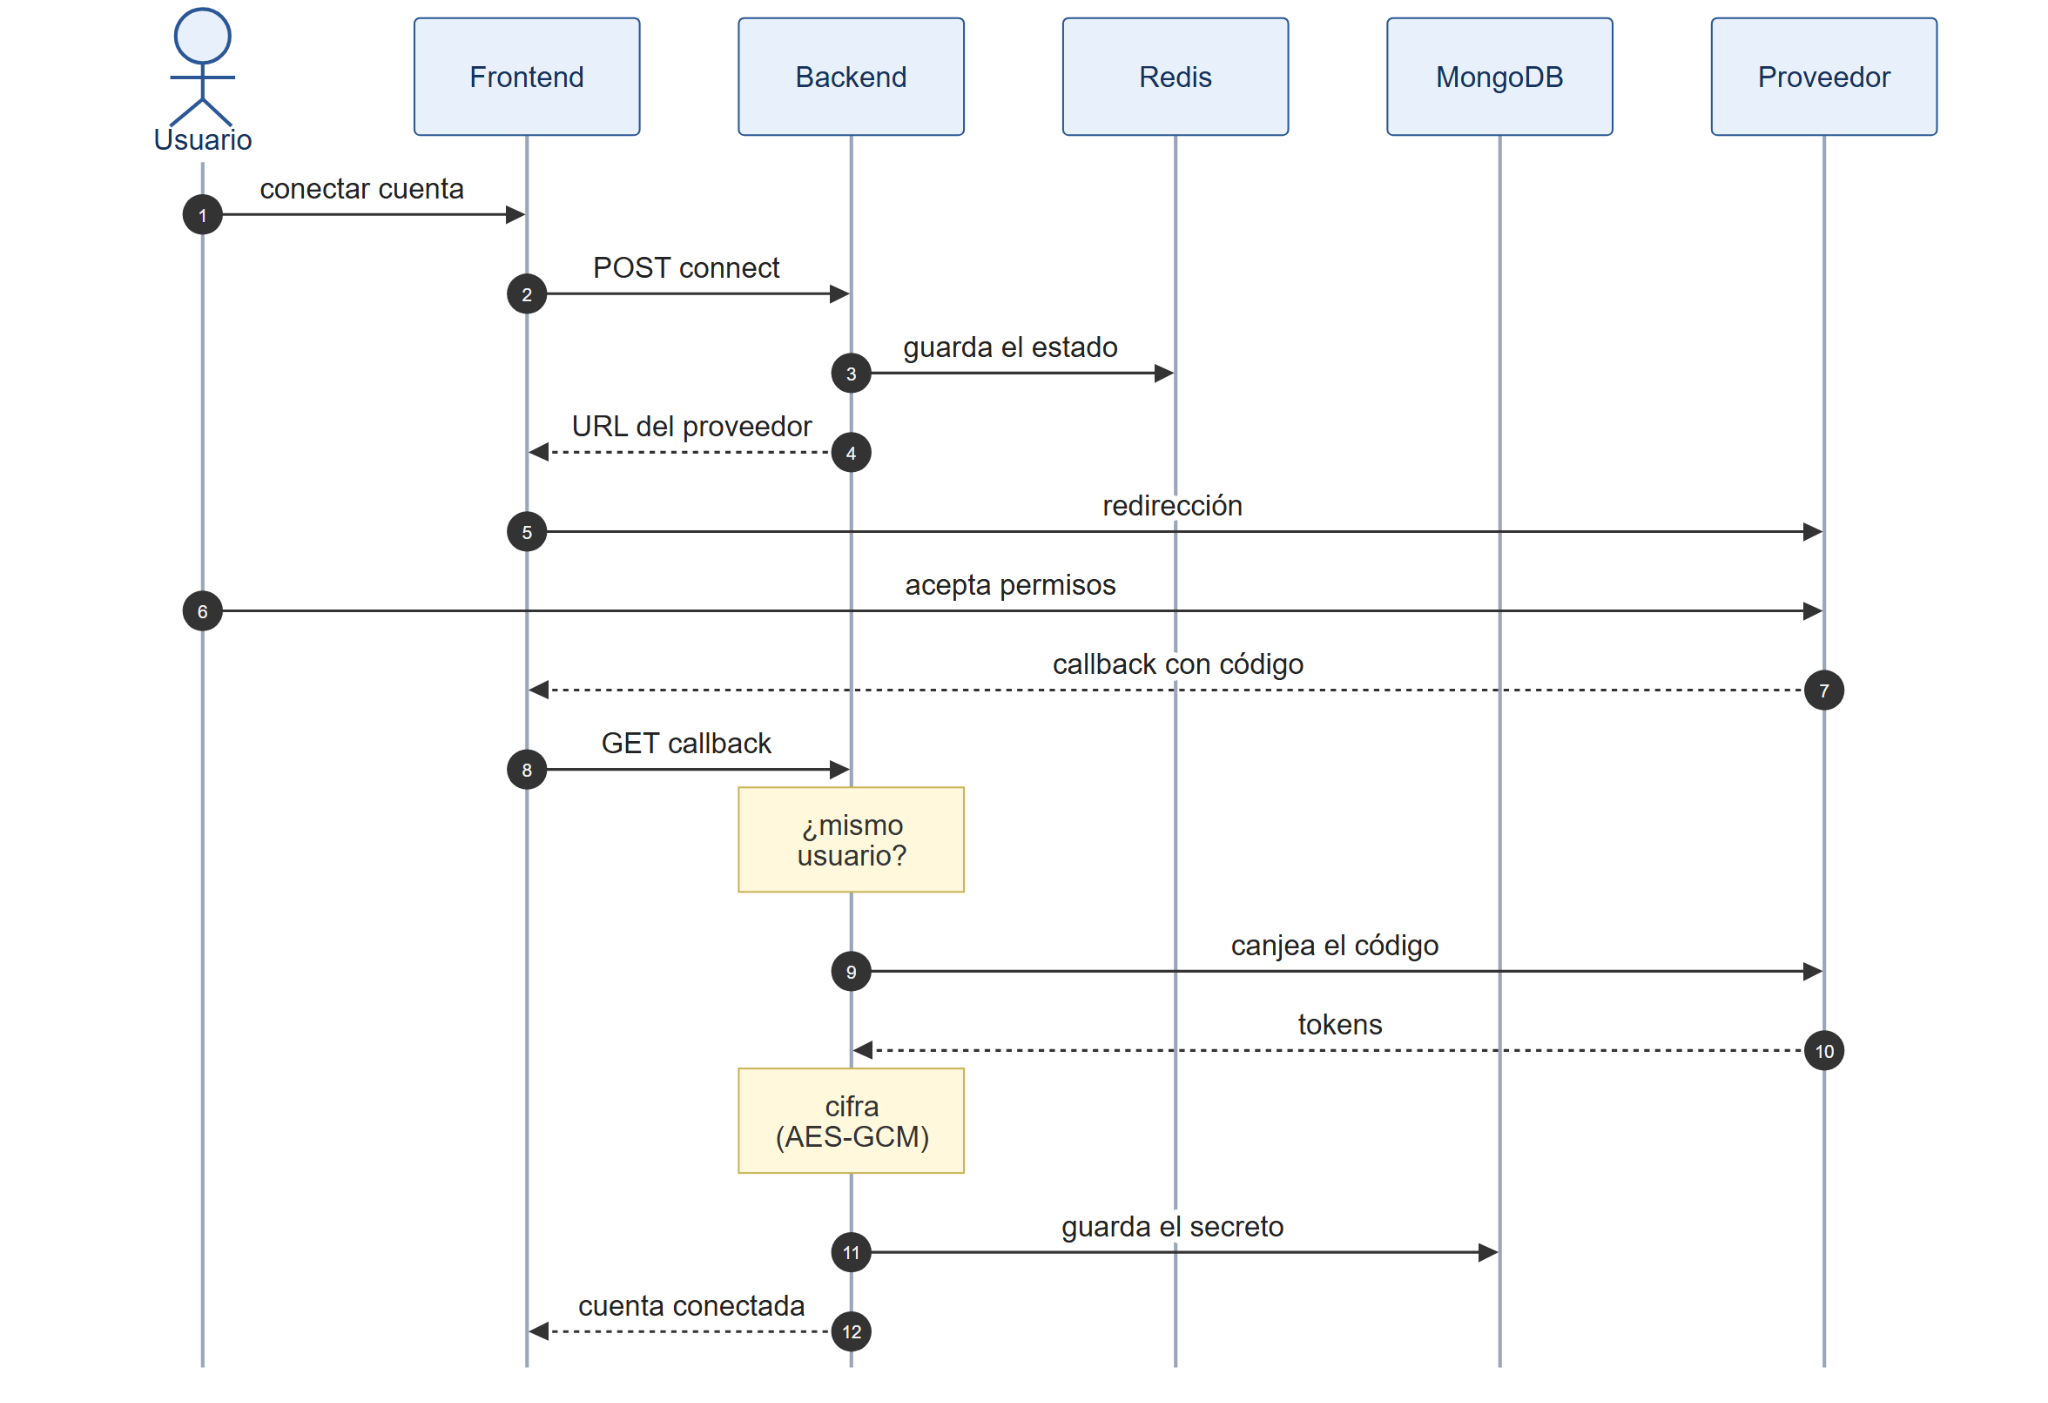 Usuario
Frontend
Backend
Redis
MongoDB
Proveedor
conectar cuenta
1
POST connect
2
guarda el estado
3
URL del proveedor
4
redirección
5
acepta permisos
6
callback con código
7
GET callback
8
¿mismo
usuario?
canjea el código
9
tokens
10
cifra
(AES-GCM)
guarda el secreto
11
cuenta conectada
12